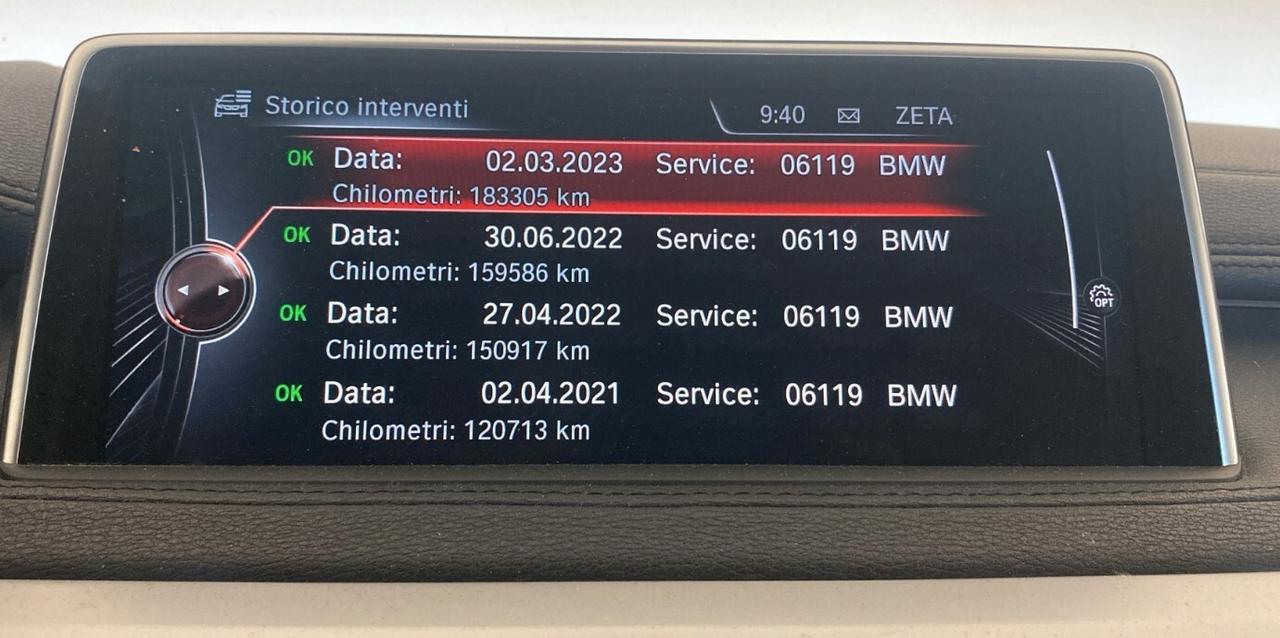 Storico interventi 9:40 ZETA
OK Data: 02.03.2023 Service: 06119 BMW
Chilometri: 183305 km
OK Data: 30.06.2022 Service: 06119 BMW
Chilometri: 159586 km
OK Data: 27.04.2022 Service: 06119 BMW
Chilometri: 150917 km
OPT
OK Data: 02.04.2021 Service: 06119 BMW
Chilometri: 120713 km